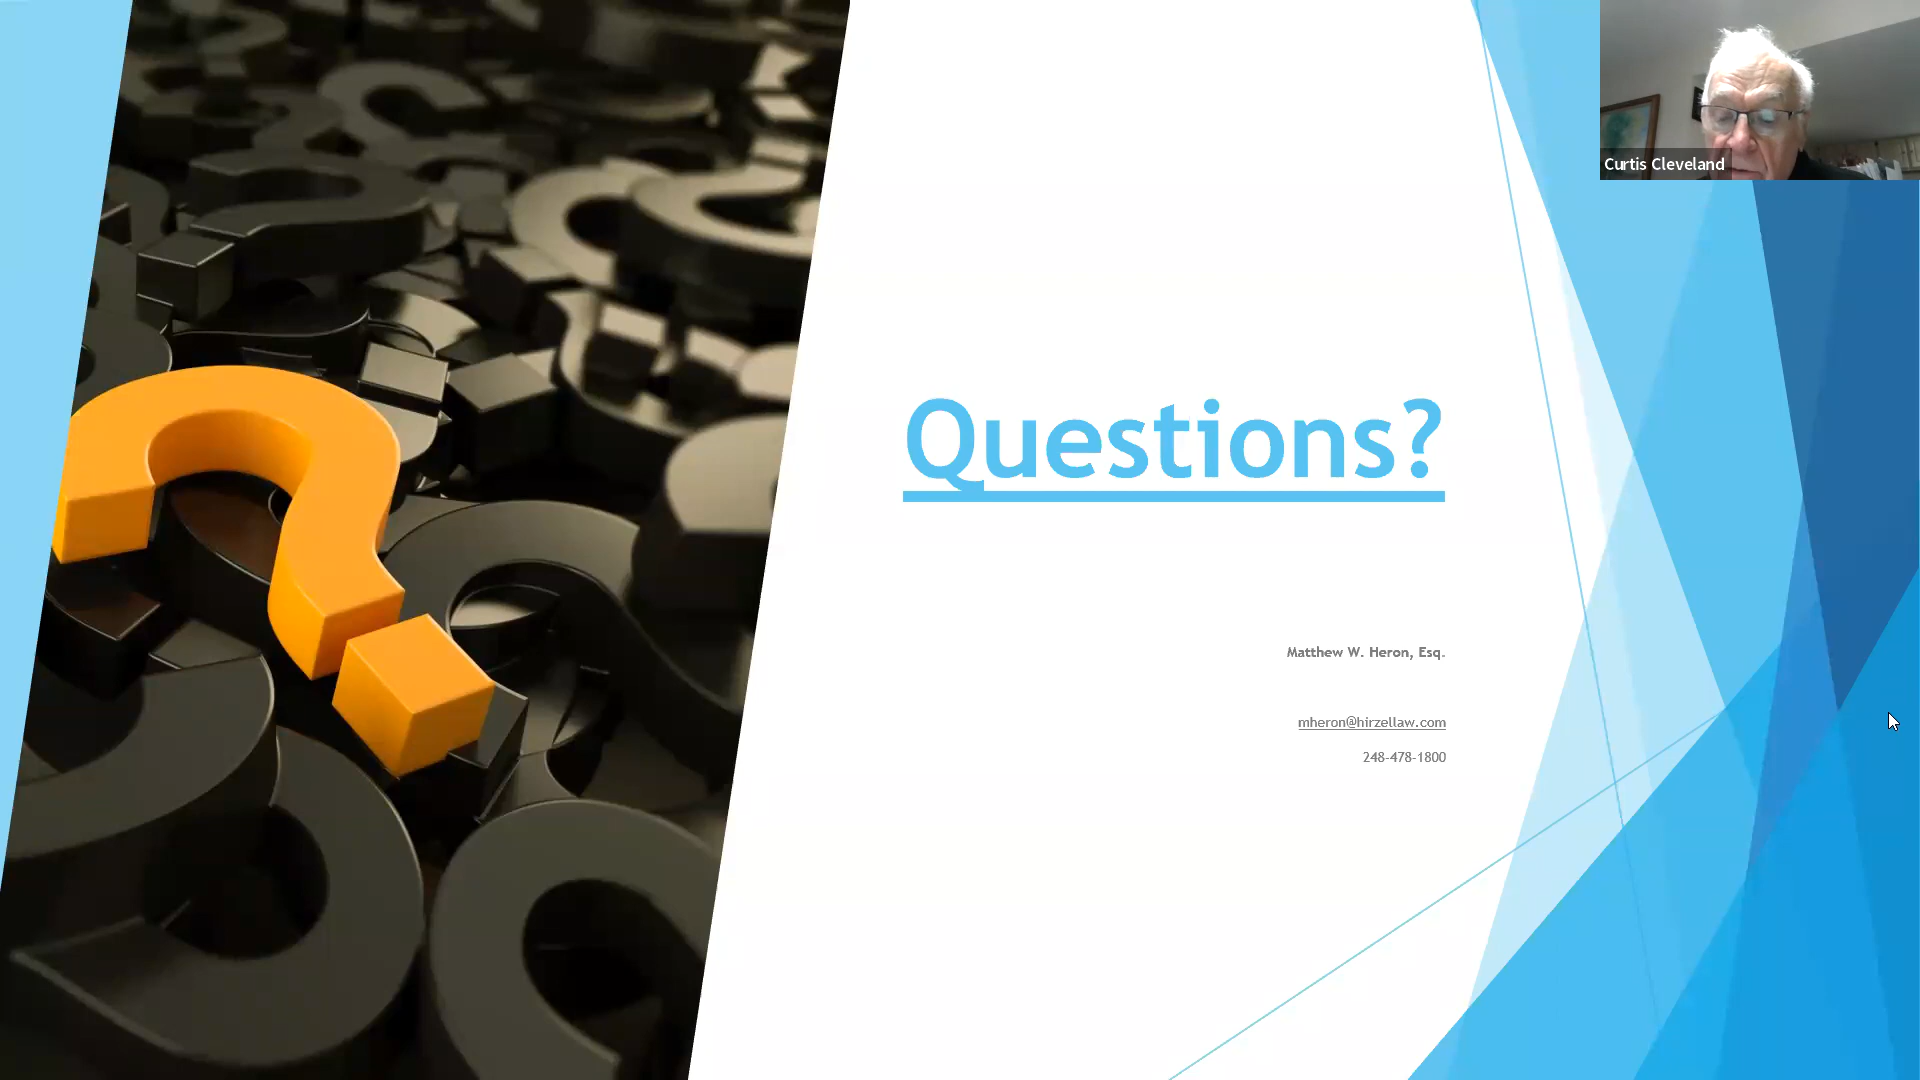 Curtis Cleveland
Questions?
Matthew W. Heron, Esq.
mheron@hirzellaw.com
248-478-1800